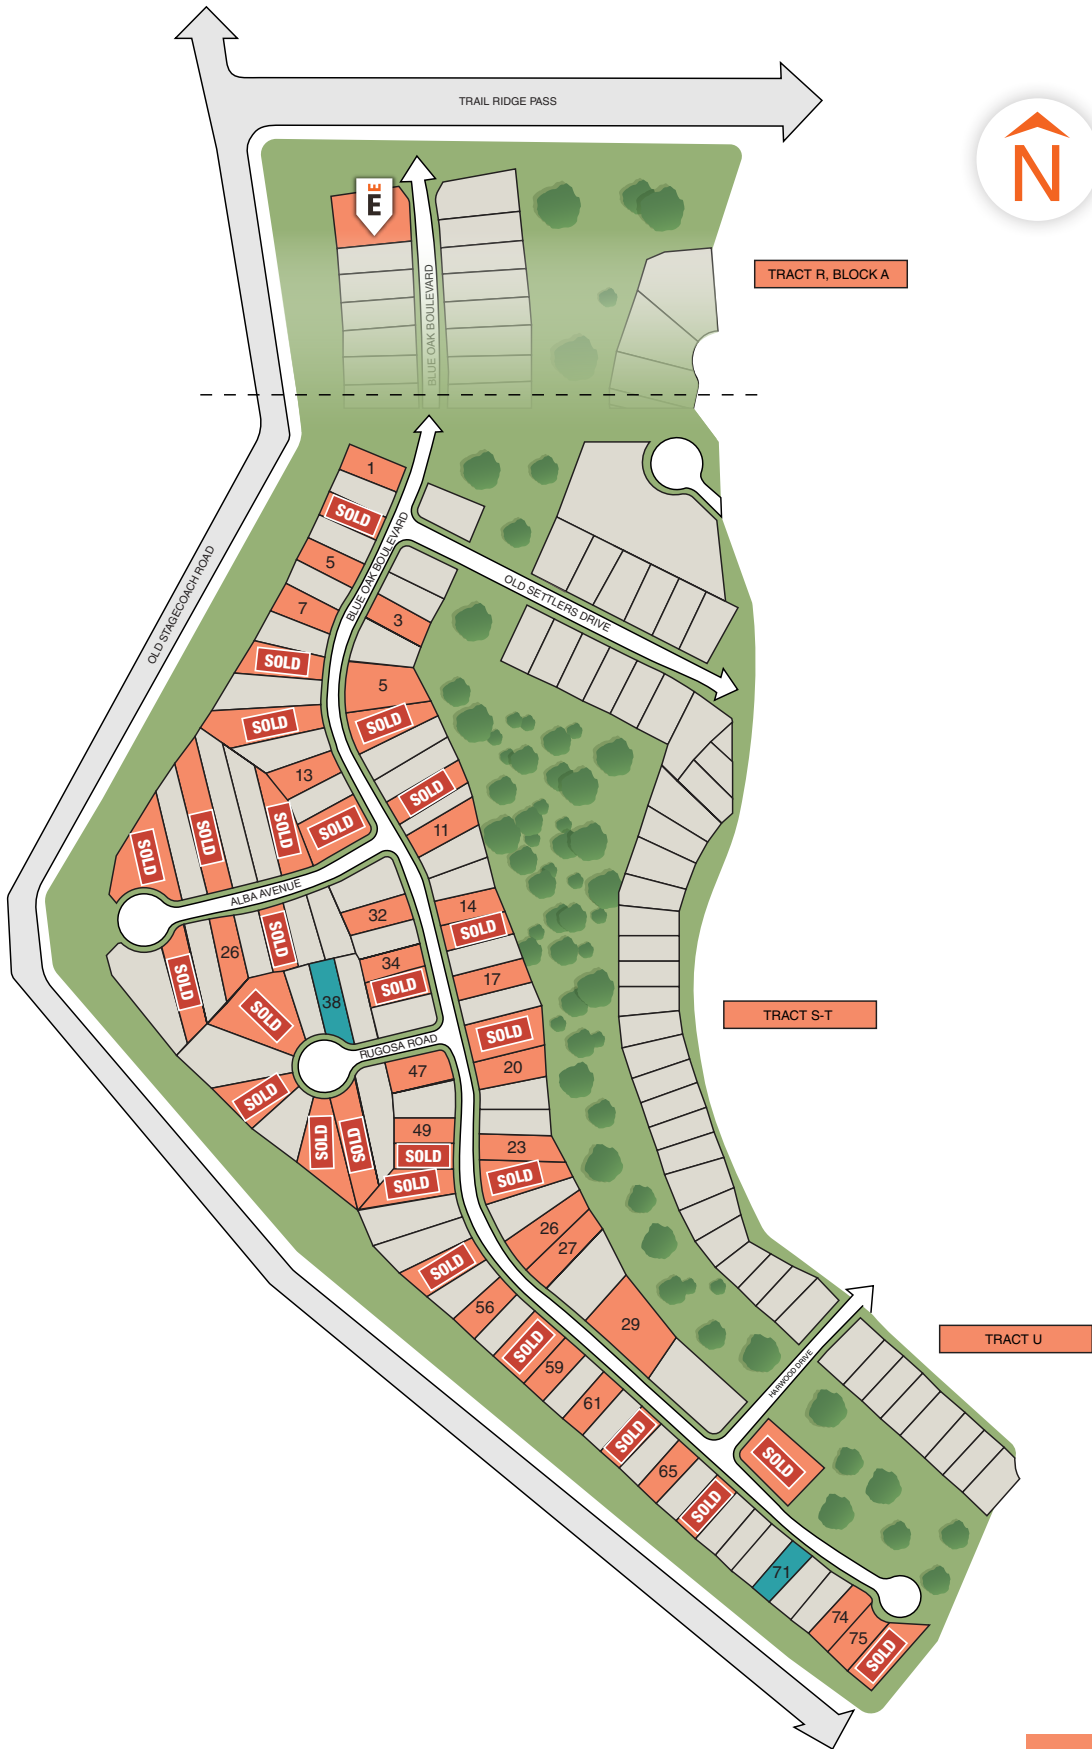 TRAIL RIDGE PASS
N
E
E
TRACT R, BLOCK A
BLUE OAK BOULEVARD
1
SOLD
BLUE OAK BOULEVARD
OLD STAGECOACH ROAD
5
OLD SETTLERS DRIVE
7
3
SOLD
5
SOLD
SOLD
13
SOLD
11
SOLD
SOLD
SOLD
SOLD
ALBA AVENUE
14
32
SOLD
SOLD
26
34
SOLD
17
SOLD
38
SOLD
TRACT S-T
SOLD
RUGOSA ROAD
47
20
SOLD
49
SOLD
SOLD
SOLD
23
SOLD
SOLD
26
27
SOLD
56
29
TRACT U
SOLD
59
HARWOOD DRIVE
61
SOLD
SOLD
65
SOLD
71
74
75
SOLD